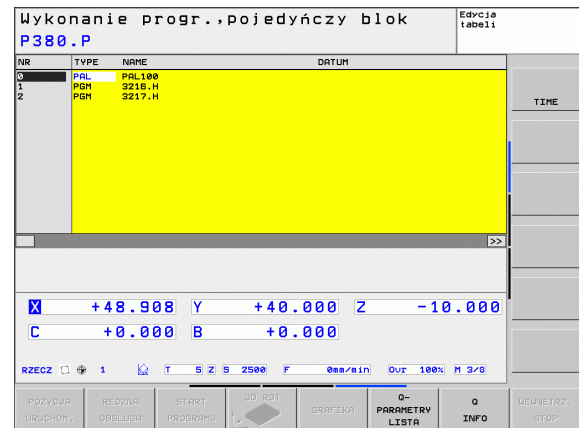 Wykonanie progr.,pojedyńczy blok
Edycja
tabeli
P380.P
NR TYPE NAME DATUM
0 PAL PAL100
1 PGM 3216.H
2 PGM 3217.H
TIME
>>
X +48.908 Y +40.000 Z -10.000
C +0.000 B +0.000
RZECZ 1 T 5 Z S 2500 F 0mm/min Ovr 100% M 3/8
POZYCJA
URUCHOM.
RECZNA
OBSLUGA
START
PROGRAMU
3D ROT
GRAFIKA
Q-
PARAMETRY
LISTA
Q
INFO
WEWNETRZ.
STOP